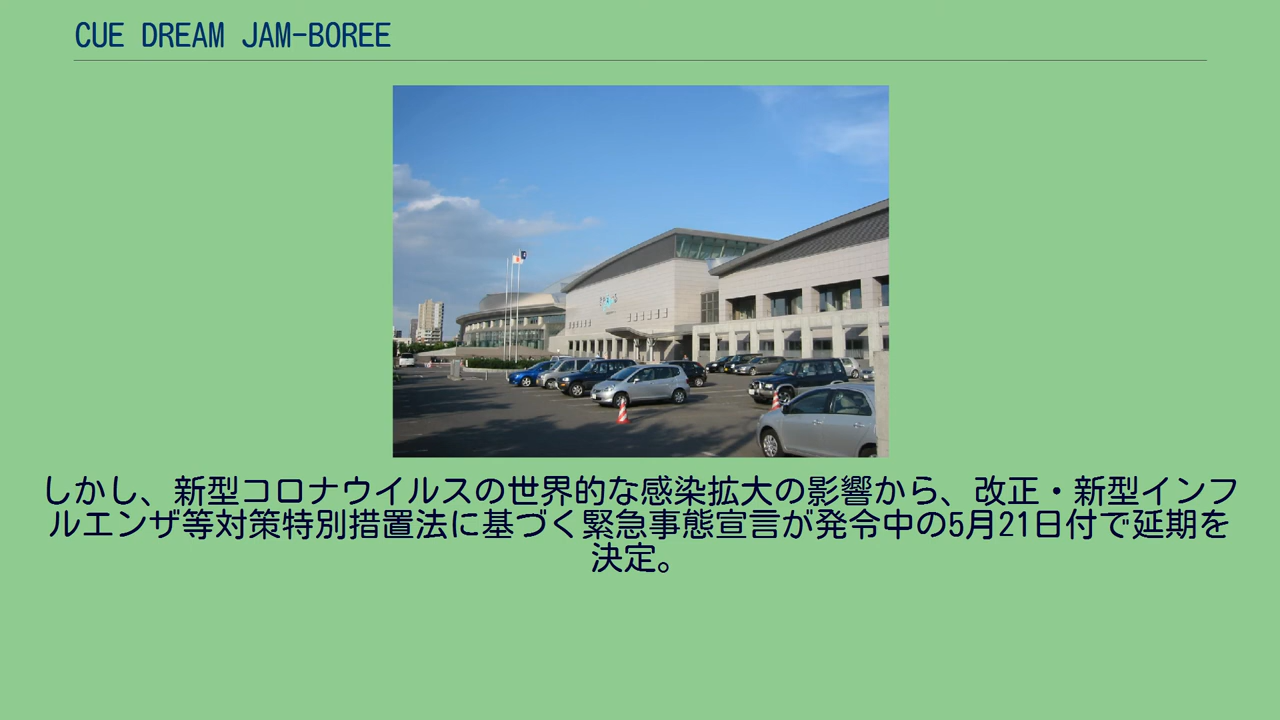 CUE DREAM JAM-BOREE
しかし、新型コロナウイルスの世界的な感染拡大の影響から、改正・新型インフ
ルエンザ等対策特別措置法に基づく緊急事態宣言が発令中の5月21日付で延期を
決定。